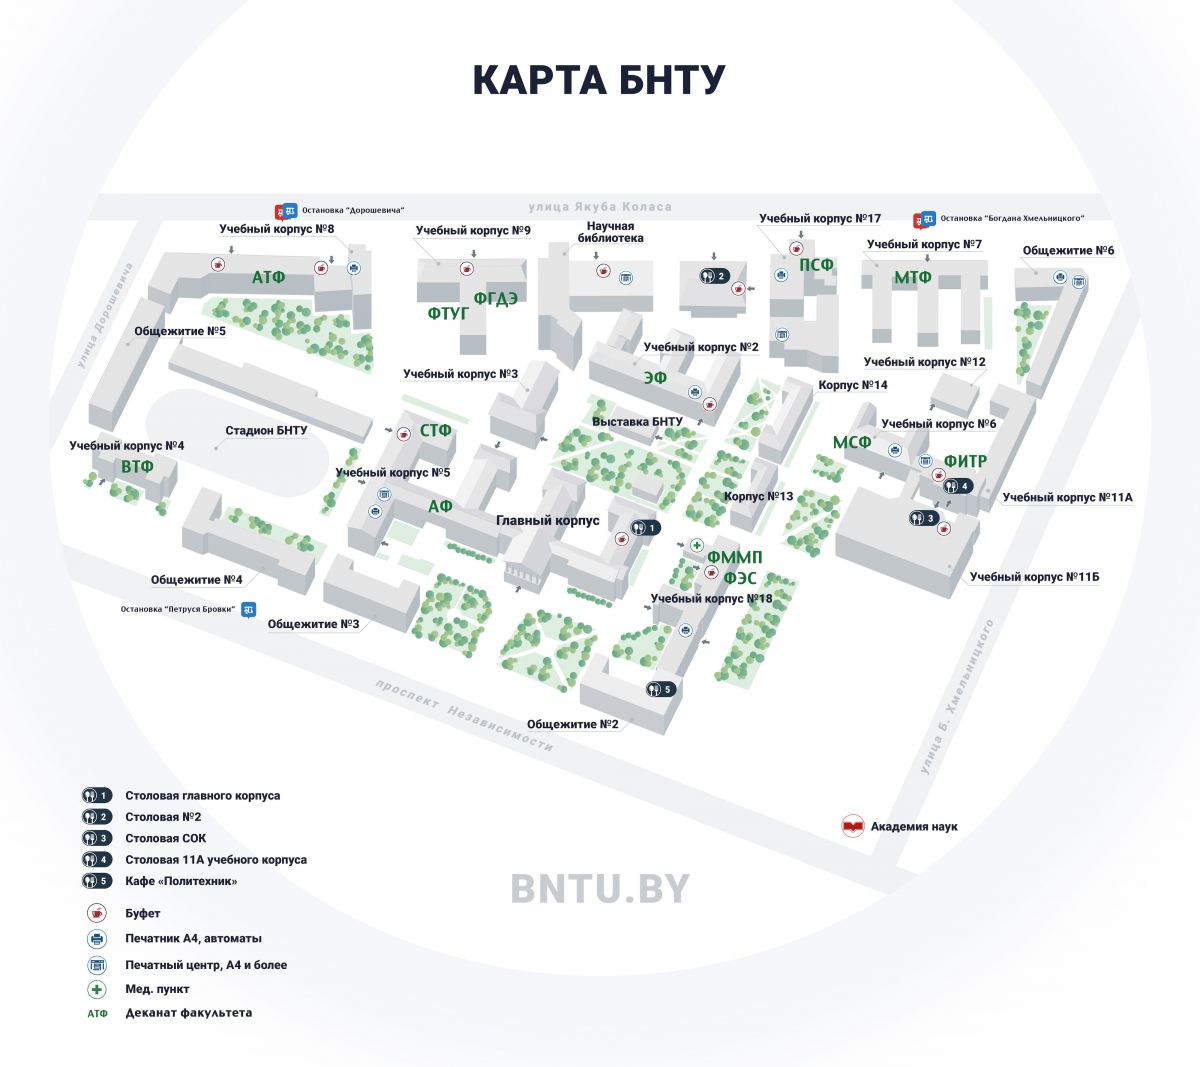 КАРТА БНТУ
улица Якуба Коласа
Остановка "Дорошевича"
Остановка "Богдана Хмельницкого"
Учебный корпус №8
Учебный корпус №9
Научная
библиотека
Учебный корпус №17
Учебный корпус №7
Общежитие №6
АТФ
ФГДЭ
ФТУГ
2
ПСФ
МТФ
улица Дорошевича
Общежитие №5
Учебный корпус №3
Учебный корпус №2
ЭФ
Учебный корпус №12
Корпус №14
Выставка БНТУ
Учебный корпус №6
Стадион БНТУ
СТФ
МСФ
Учебный корпус №4
ВТФ
Учебный корпус №5
ФИТР
4
Корпус №13
Учебный корпус №11А
АФ
Главный корпус
1
3
ФММП
ФЭС
Учебный корпус №11Б
Общежитие №4
Учебный корпус №18
Остановка "Петруся Бровки"
Общежитие №3
5
Общежитие №2
проспект Независимости
улица Б. Хмельницкого
1 Столовая главного корпуса
2 Столовая №2
3 Столовая СОК
4 Столовая 11А учебного корпуса
5 Кафе «Политехник»
Буфет
Печатник А4, автоматы
Печатный центр, А4 и более
Мед. пункт
АТФ Деканат факультета
Академия наук
BNTU.BY